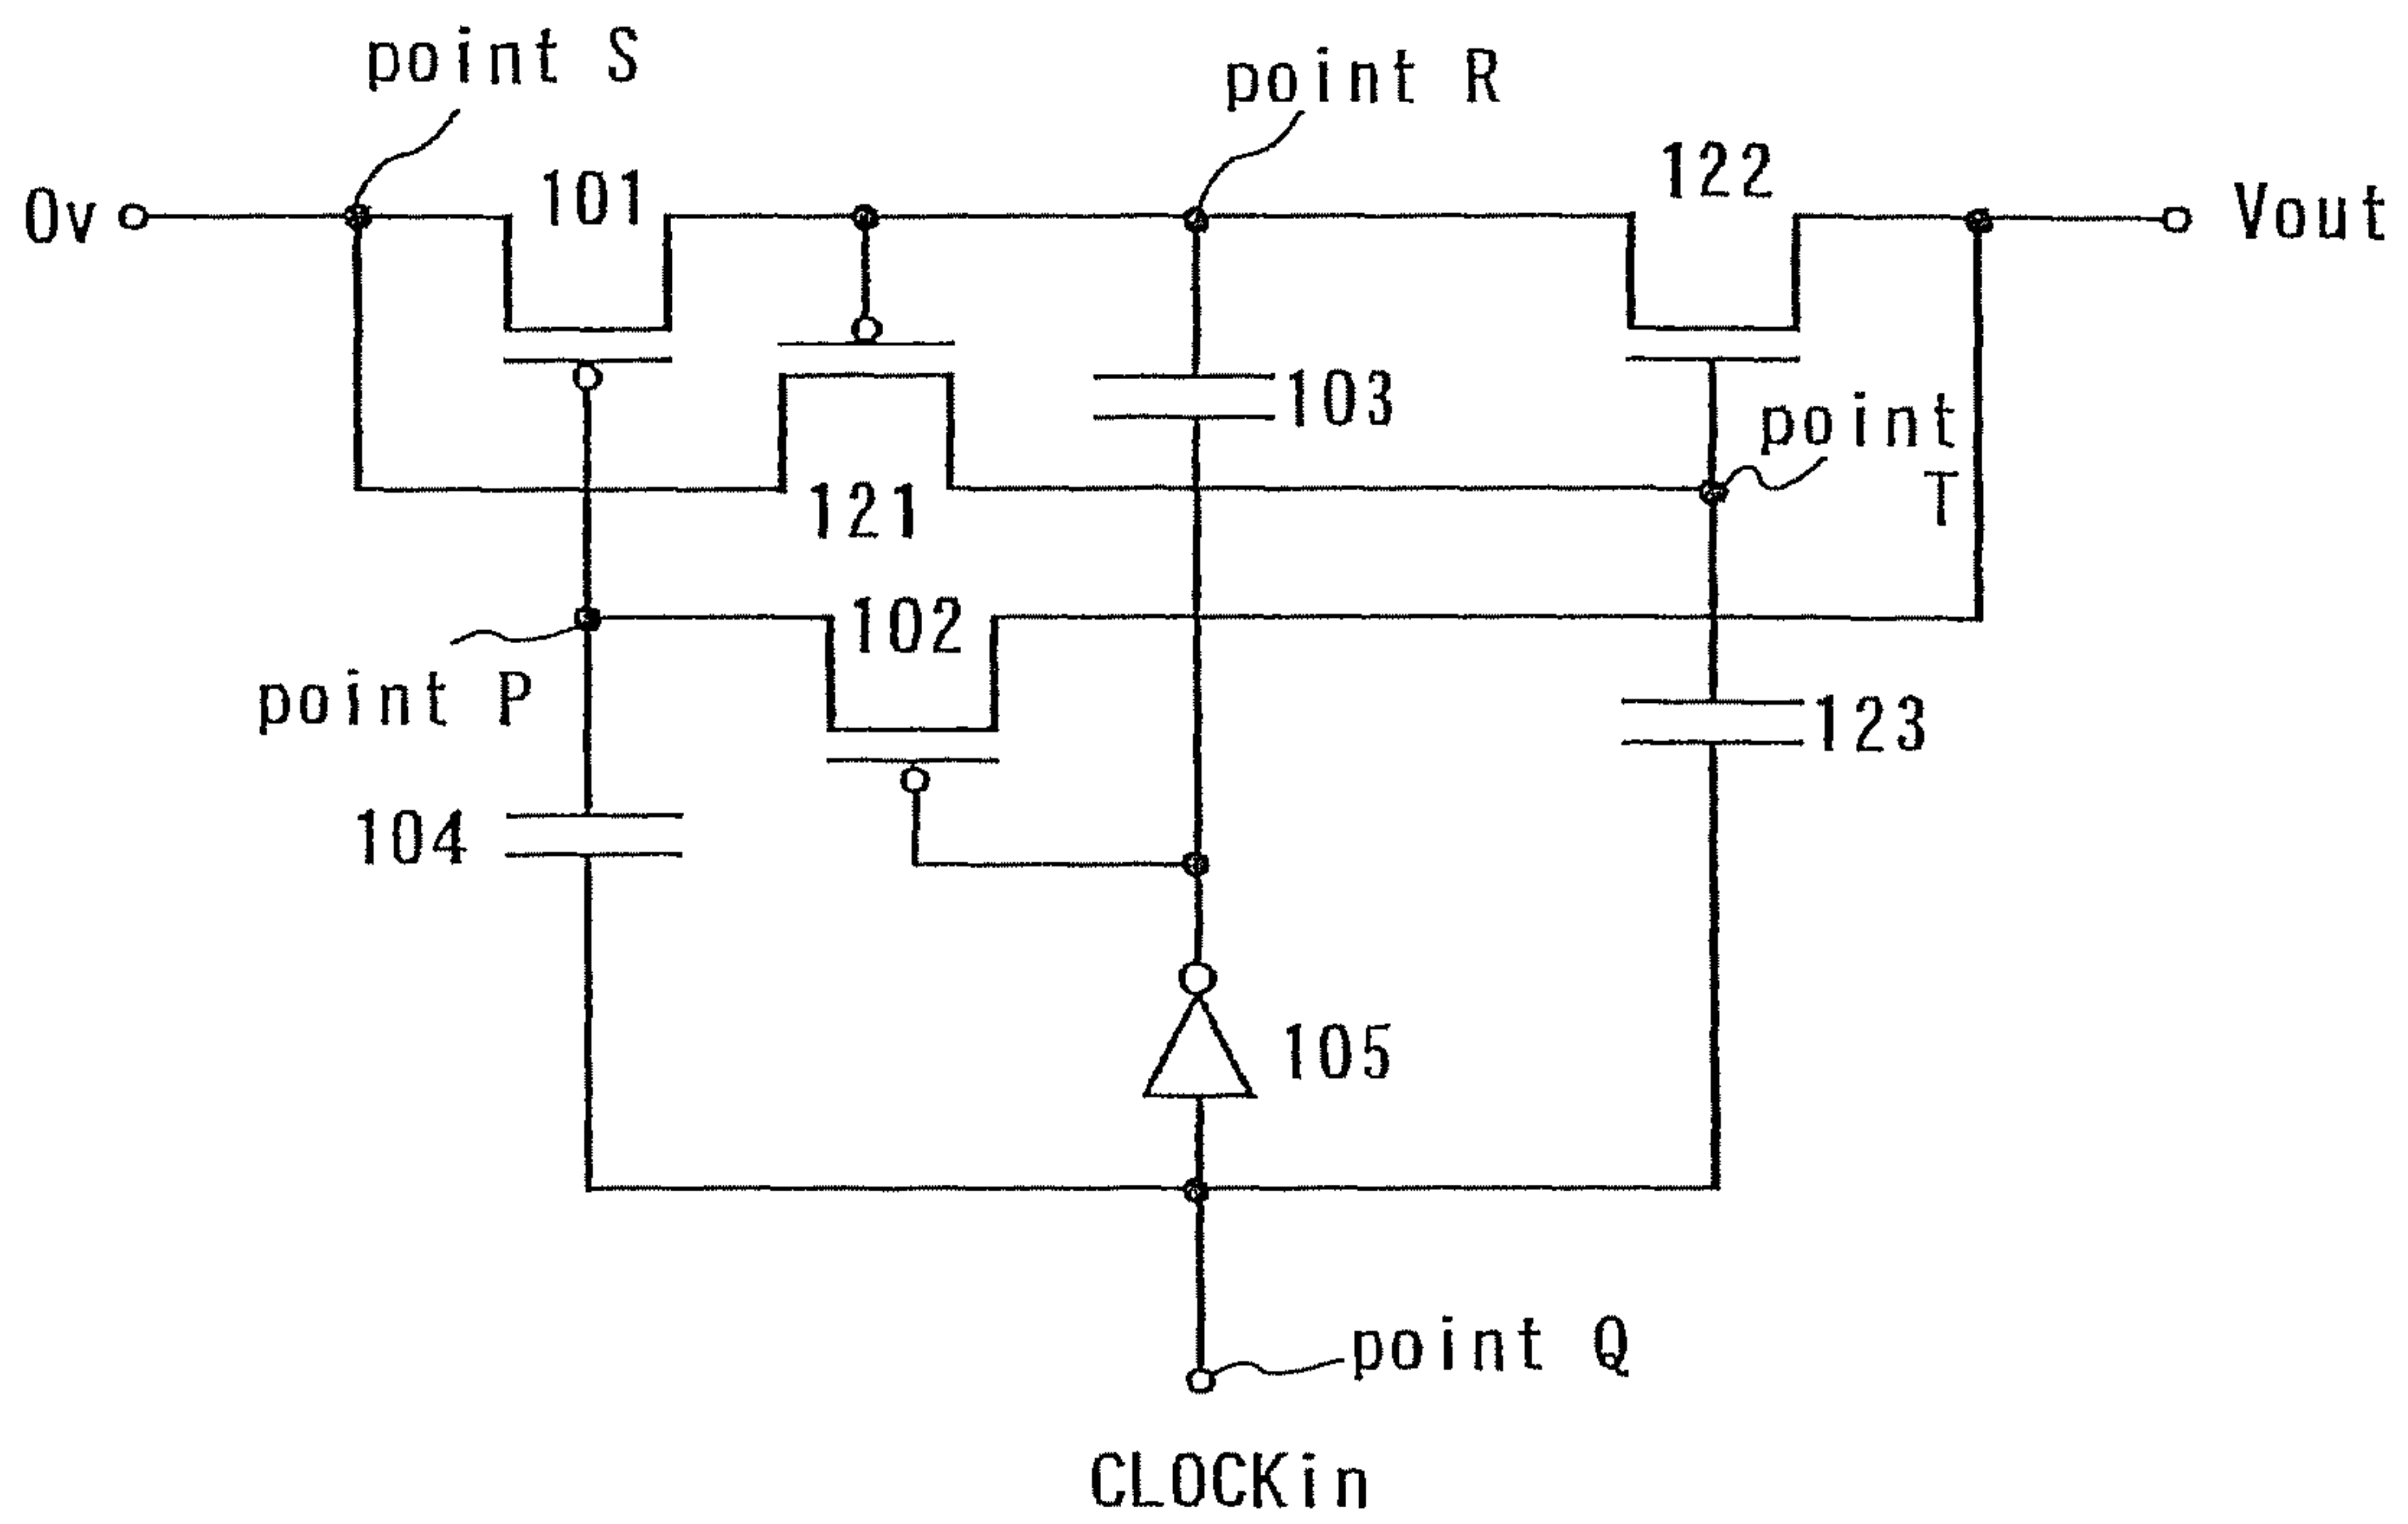 point S
point R
0v
101
122
Vout
103
point
T
121
102
point P
123
104
105
point Q
CLOCKin